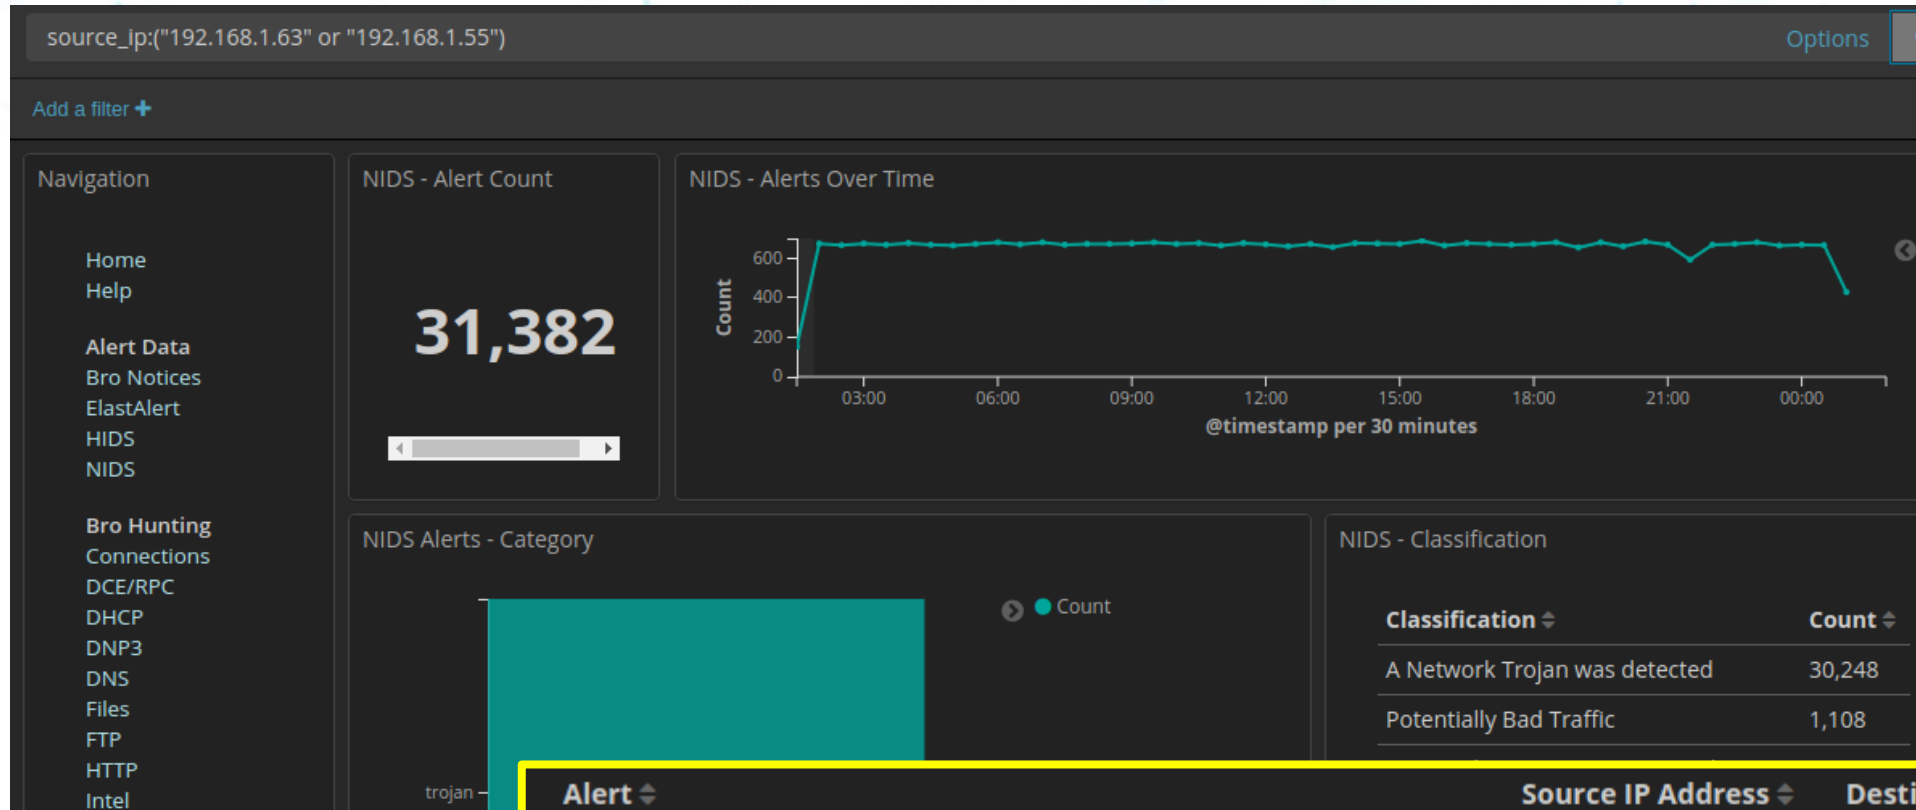 source_ip:("192.168.1.63" or "192.168.1.55")
Options
Add a filter +
Navigation
Home
Help
Alert Data
Bro Notices
ElastAlert
HIDS
NIDS
Bro Hunting
Connections
DCE/RPC
DHCP
DNP3
DNS
Files
FTP
HTTP
Intel
NIDS - Alert Count
31,382
NIDS - Alerts Over Time
Count
600
400
200
0
03:00 06:00 09:00 12:00 15:00 18:00 21:00 00:00
@timestamp per 30 minutes
NIDS Alerts - Category
Count
trojan
NIDS - Classification
Classification Count
A Network Trojan was detected 30,248
Potentially Bad Traffic 1,108
Alert Source IP Address